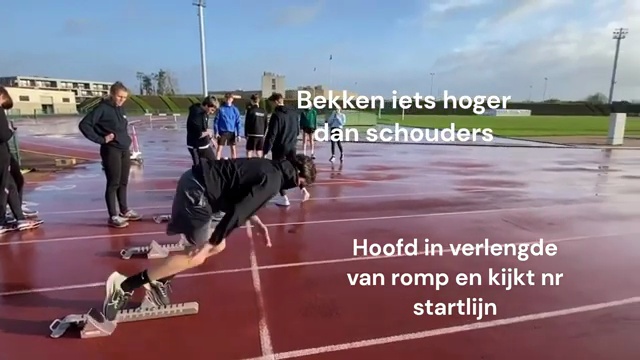 Bekken iets hoger
dan schouders
Hoofd in verlengde
van romp en kijkt nr
startlijn